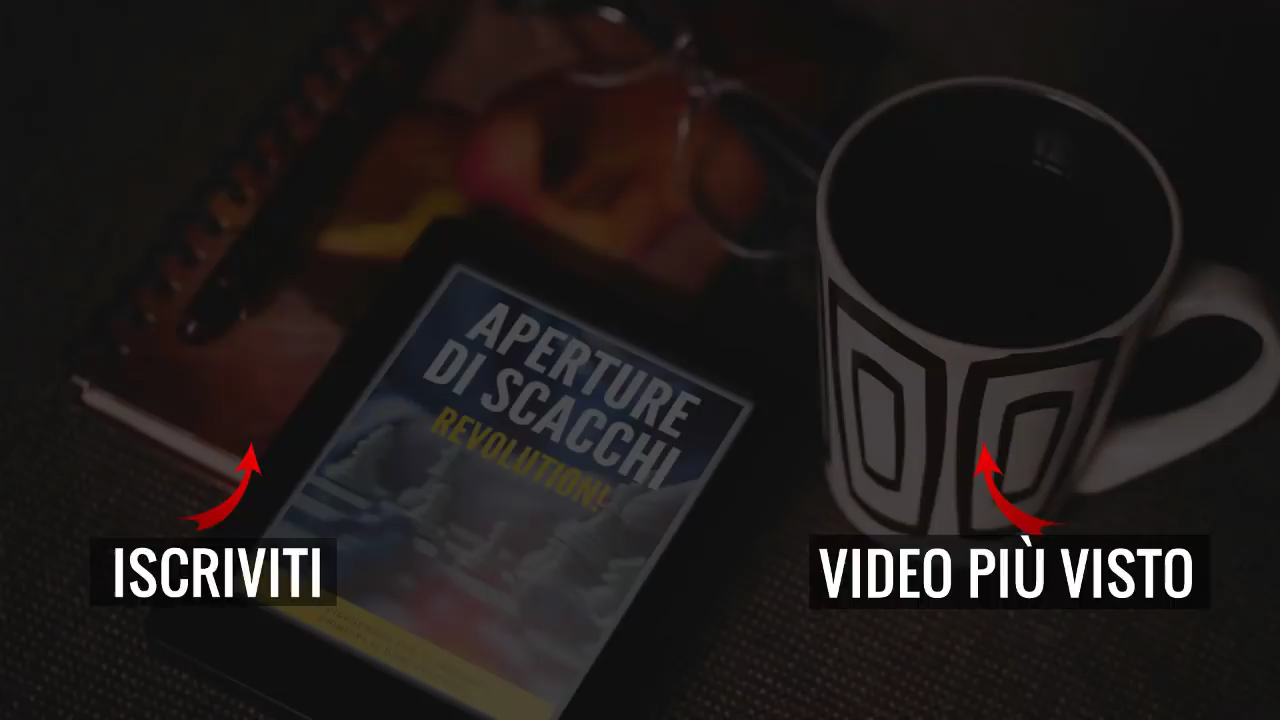 APERTURE
DI SCACCHI
REVOLUTION!
ISCRIVITI
VIDEO PIÙ VISTO